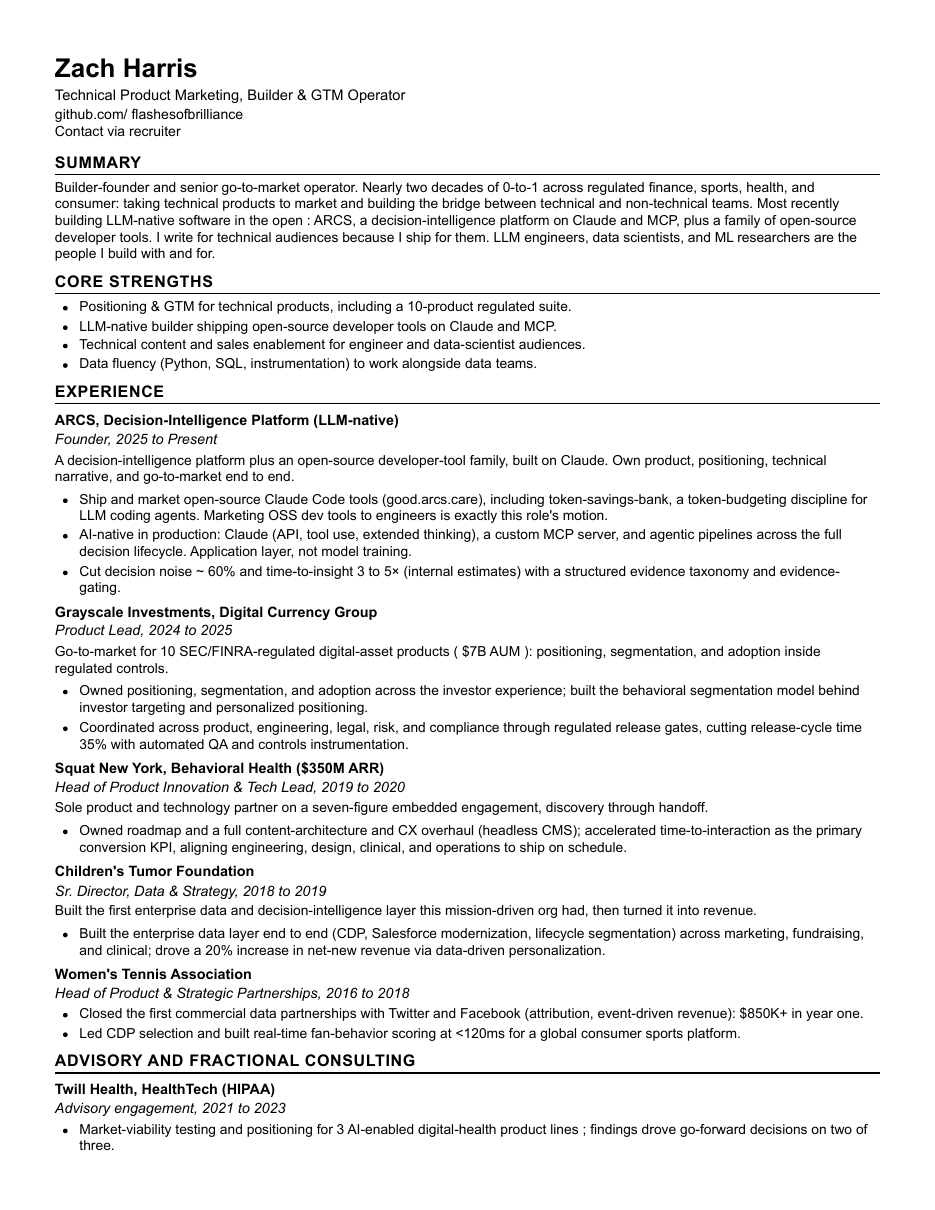 Zach Harris
Technical Product Marketing, Builder & GTM Operator
github.com/ flashesofbrilliance
Contact via recruiter
SUMMARY
Builder-founder and senior go-to-market operator. Nearly two decades of 0-to-1 across regulated finance, sports, health, and
consumer: taking technical products to market and building the bridge between technical and non-technical teams. Most recently
building LLM-native software in the open : ARCS, a decision-intelligence platform on Claude and MCP, plus a family of open-source
developer tools. I write for technical audiences because I ship for them. LLM engineers, data scientists, and ML researchers are the
people I build with and for.
CORE STRENGTHS
• Positioning & GTM for technical products, including a 10-product regulated suite.
• LLM-native builder shipping open-source developer tools on Claude and MCP.
• Technical content and sales enablement for engineer and data-scientist audiences.
• Data fluency (Python, SQL, instrumentation) to work alongside data teams.
EXPERIENCE
ARCS, Decision-Intelligence Platform (LLM-native)
Founder, 2025 to Present
A decision-intelligence platform plus an open-source developer-tool family, built on Claude. Own product, positioning, technical
narrative, and go-to-market end to end.
• Ship and market open-source Claude Code tools (good.arcs.care), including token-savings-bank, a token-budgeting discipline for
LLM coding agents. Marketing OSS dev tools to engineers is exactly this role's motion.
• AI-native in production: Claude (API, tool use, extended thinking), a custom MCP server, and agentic pipelines across the full
decision lifecycle. Application layer, not model training.
• Cut decision noise ~ 60% and time-to-insight 3 to 5× (internal estimates) with a structured evidence taxonomy and evidence-
gating.
Grayscale Investments, Digital Currency Group
Product Lead, 2024 to 2025
Go-to-market for 10 SEC/FINRA-regulated digital-asset products ( $7B AUM ): positioning, segmentation, and adoption inside
regulated controls.
• Owned positioning, segmentation, and adoption across the investor experience; built the behavioral segmentation model behind
investor targeting and personalized positioning.
• Coordinated across product, engineering, legal, risk, and compliance through regulated release gates, cutting release-cycle time
35% with automated QA and controls instrumentation.
Squat New York, Behavioral Health ($350M ARR)
Head of Product Innovation & Tech Lead, 2019 to 2020
Sole product and technology partner on a seven-figure embedded engagement, discovery through handoff.
• Owned roadmap and a full content-architecture and CX overhaul (headless CMS); accelerated time-to-interaction as the primary
conversion KPI, aligning engineering, design, clinical, and operations to ship on schedule.
Children's Tumor Foundation
Sr. Director, Data & Strategy, 2018 to 2019
Built the first enterprise data and decision-intelligence layer this mission-driven org had, then turned it into revenue.
• Built the enterprise data layer end to end (CDP, Salesforce modernization, lifecycle segmentation) across marketing, fundraising,
and clinical; drove a 20% increase in net-new revenue via data-driven personalization.
Women's Tennis Association
Head of Product & Strategic Partnerships, 2016 to 2018
• Closed the first commercial data partnerships with Twitter and Facebook (attribution, event-driven revenue): $850K+ in year one.
• Led CDP selection and built real-time fan-behavior scoring at <120ms for a global consumer sports platform.
ADVISORY AND FRACTIONAL CONSULTING
Twill Health, HealthTech (HIPAA)
Advisory engagement, 2021 to 2023
• Market-viability testing and positioning for 3 AI-enabled digital-health product lines ; findings drove go-forward decisions on two of
three.